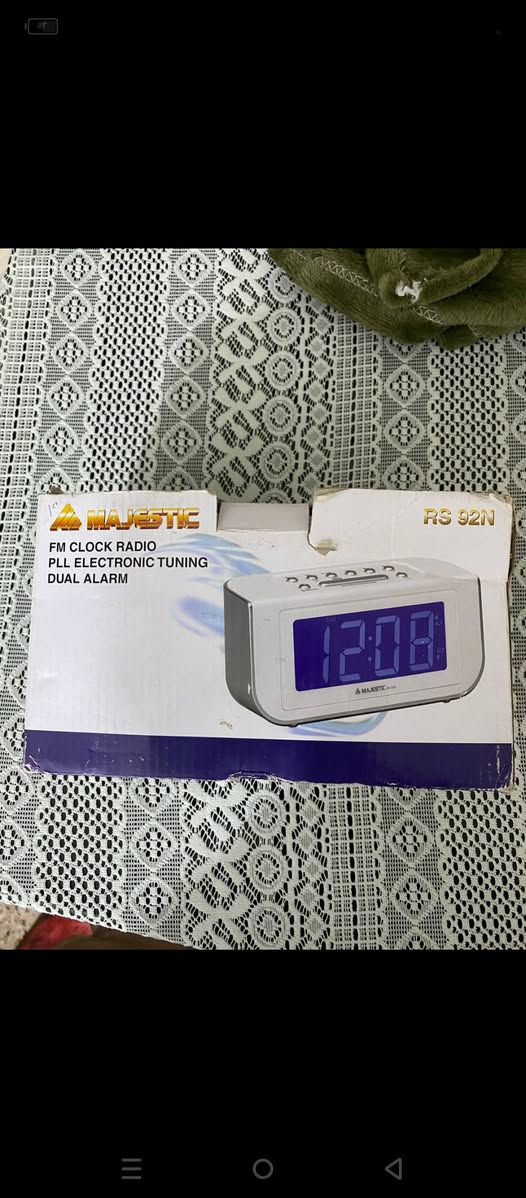 MAJESTIC
RS 92N
FM CLOCK RADIO
PLL ELECTRONIC TUNING
DUAL ALARM
12:08
MAJESTIC